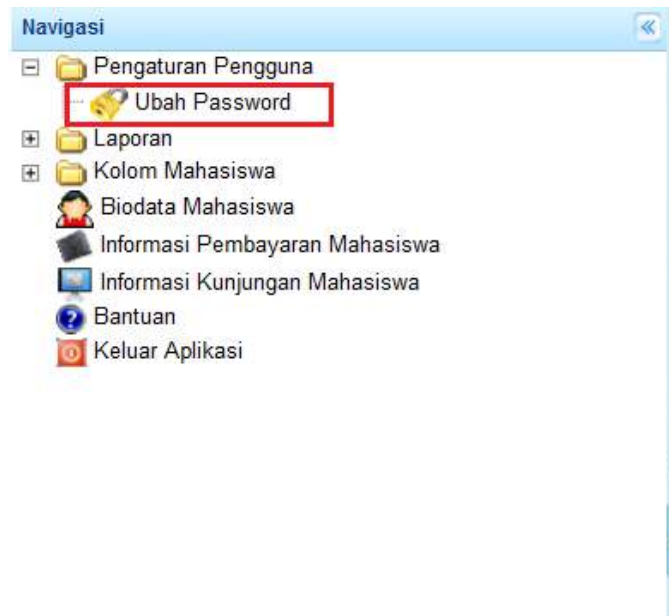 Navigasi
Pengaturan Pengguna
Ubah Password
Laporan
Kolom Mahasiswa
Biodata Mahasiswa
Informasi Pembayaran Mahasiswa
Informasi Kunjungan Mahasiswa
Bantuan
Keluar Aplikasi